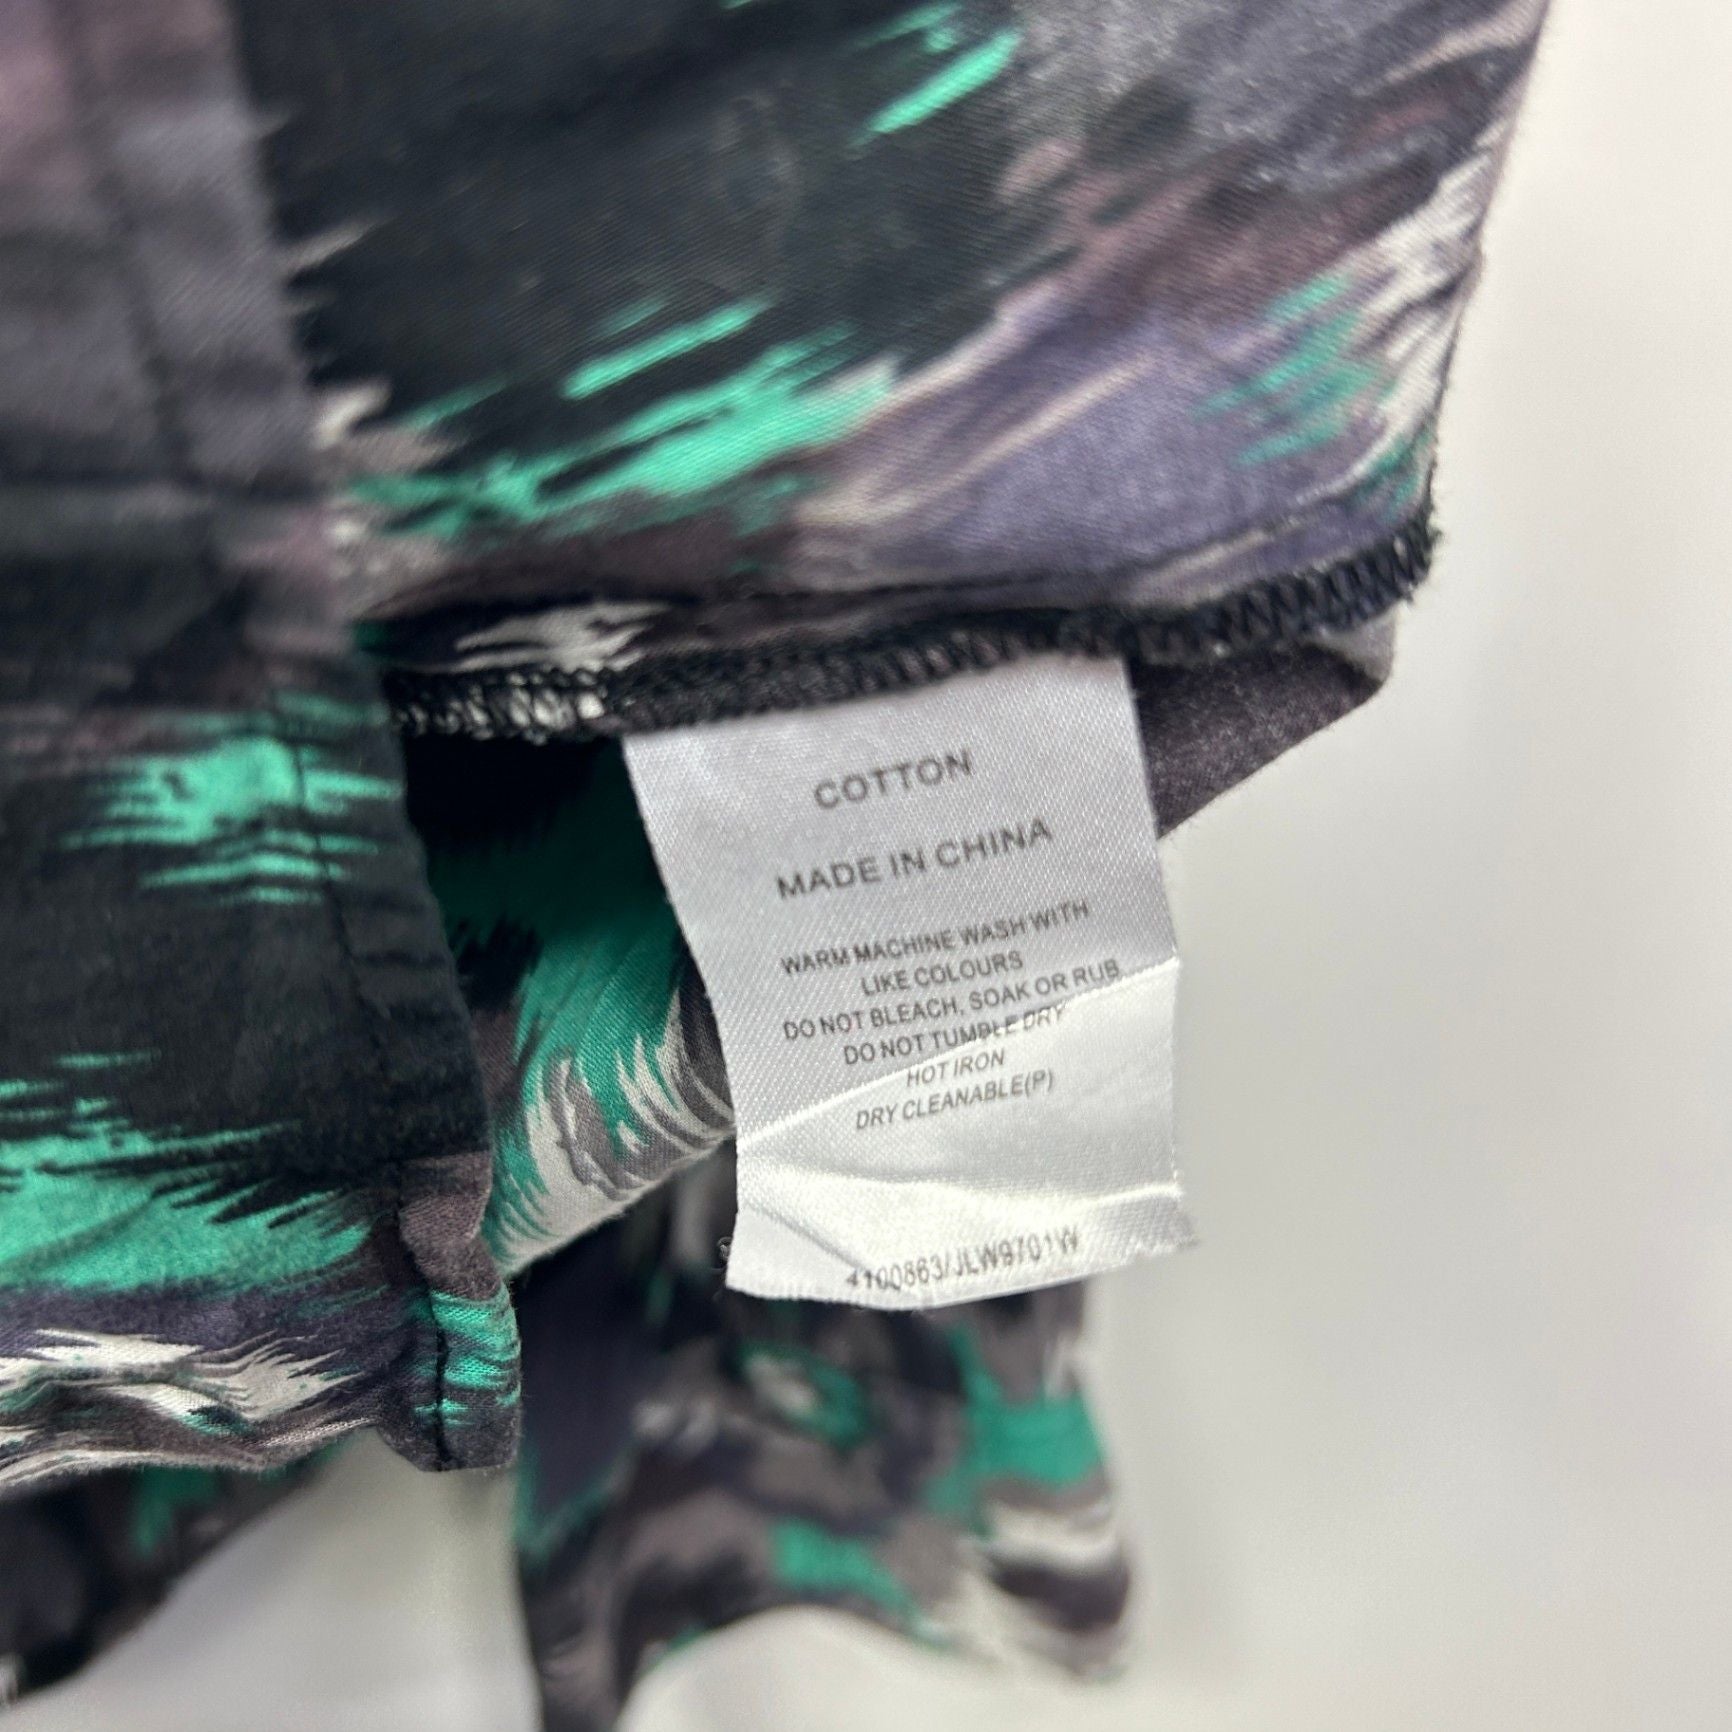 COTTON
MADE IN CHINA
WARM MACHINE WASH WITH
LIKE COLOURS
DO NOT BLEACH, SOAK OR RUB
DO NOT TUMBLE DRY
HOT IRON
DRY CLEANABLE(P)
4100863/JLW9701W